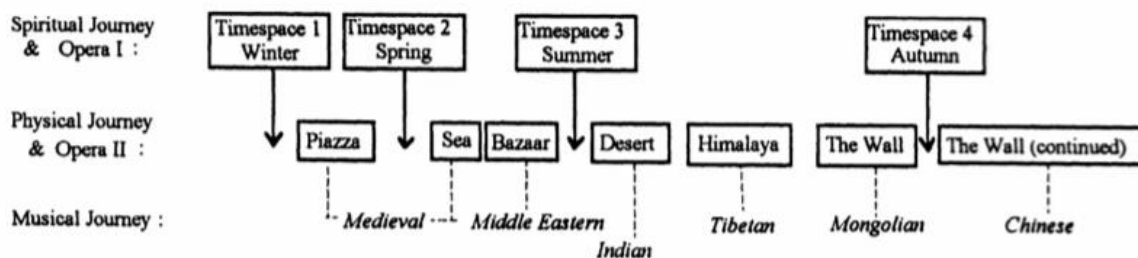 Spiritual Journey
& Opera I :
Timespace 1
Winter
Timespace 2
Spring
Timespace 3
Summer
Timespace 4
Autumn
Physical Journey
& Opera II :
Piazza
Sea
Bazaar
Desert
Himalaya
The Wall
The Wall (continued)
Musical Journey :
Medieval
Middle Eastern
Indian
Tibetan
Mongolian
Chinese